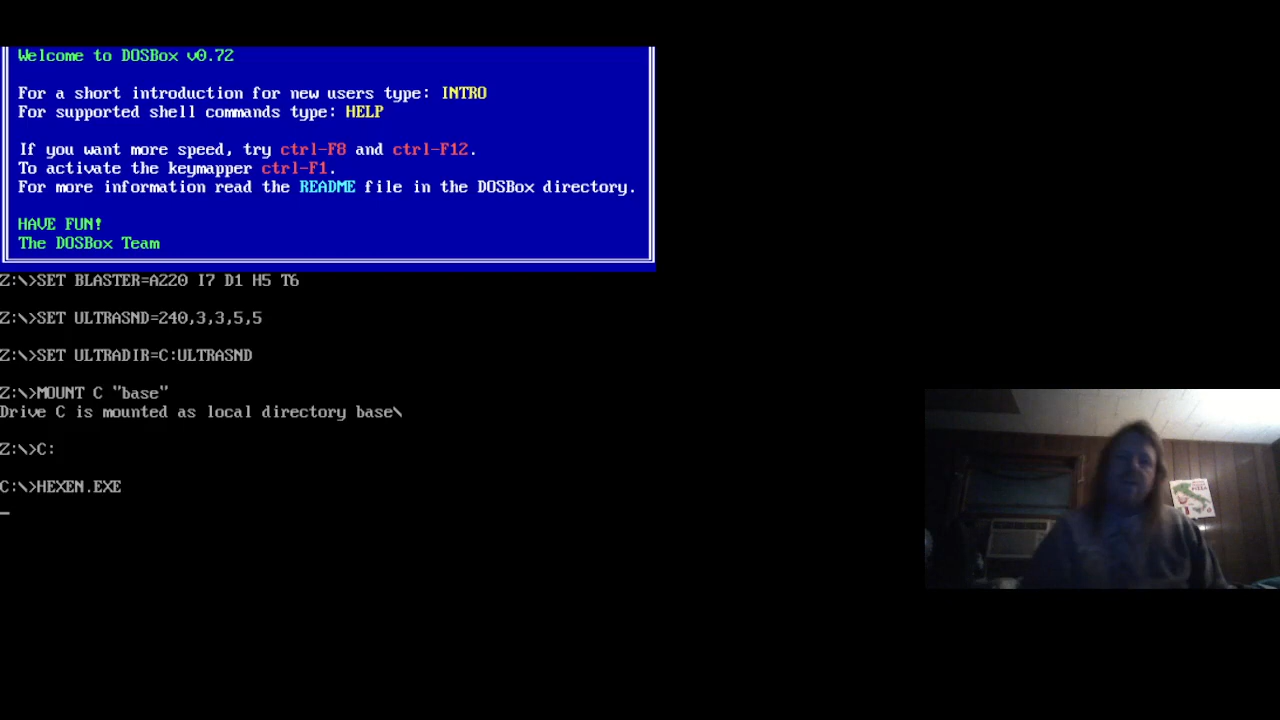 Welcome to DOSBox v0.72
For a short introduction for new users type: INTRO
For supported shell commands type: HELP
If you want more speed, try ctrl-F8 and ctrl-F12.
To activate the keymapper ctrl-F1.
For more information read the README file in the DOSBox directory.
HAVE FUN!
The DOSBox Team
Z:\>SET BLASTER=A220 I7 D1 H5 T6
Z:\>SET ULTRASND=240,3,3,5,5
Z:\>SET ULTRADIR=C:ULTRASND
Z:\>MOUNT C "base"
Drive C is mounted as local directory base\
Z:\>C:
C:\>HEXEN.EXE
PIZZA